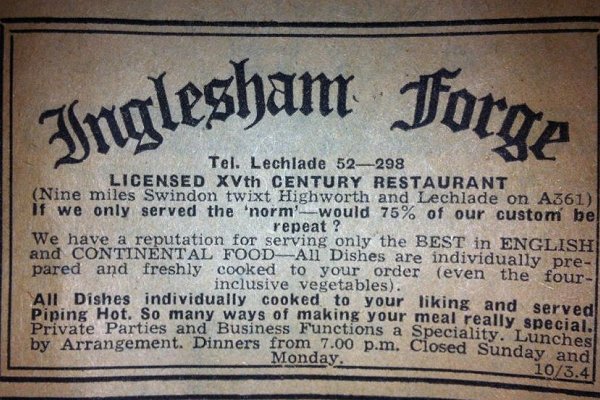 Inglesham Forge
Tel. Lechlade 52—298
LICENSED XVth CENTURY RESTAURANT
(Nine miles Swindon twixt Highworth and Lechlade on A361)
If we only served the 'norm'—would 75% of our custom be
repeat ?
We have a reputation for serving only the BEST in ENGLISH
and CONTINENTAL FOOD—All Dishes are individually pre-
pared and freshly cooked to your order (even the four-
inclusive vegetables).
All Dishes individually cooked to your liking and served
Piping Hot. So many ways of making your meal really special.
Private Parties and Business Functions a Speciality. Lunches
by Arrangement. Dinners from 7.00 p.m. Closed Sunday and
Monday.
10/3.4